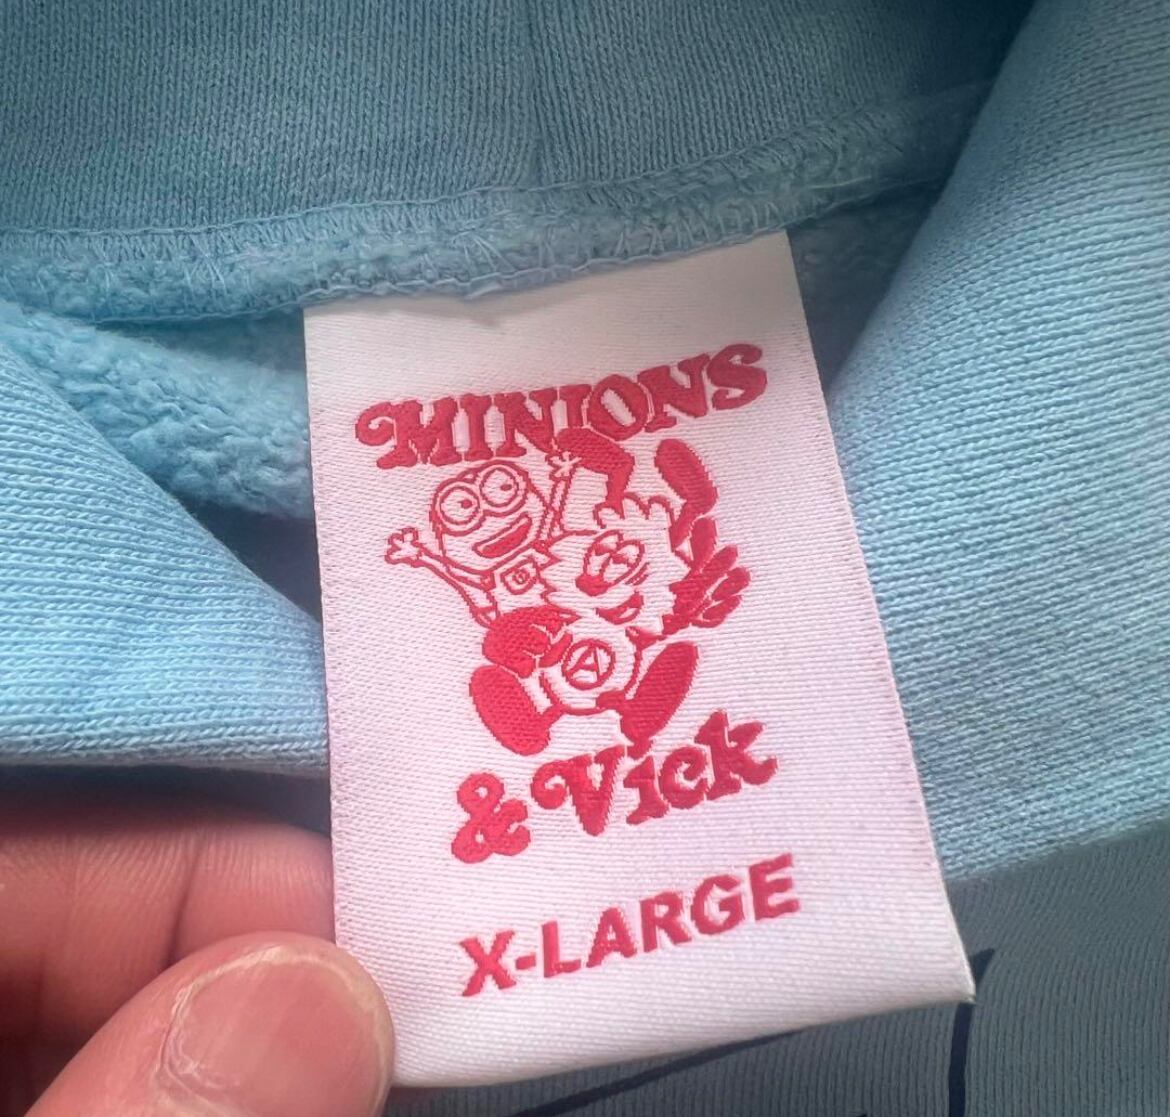 MINIONS
A
& Vick
X-LARGE